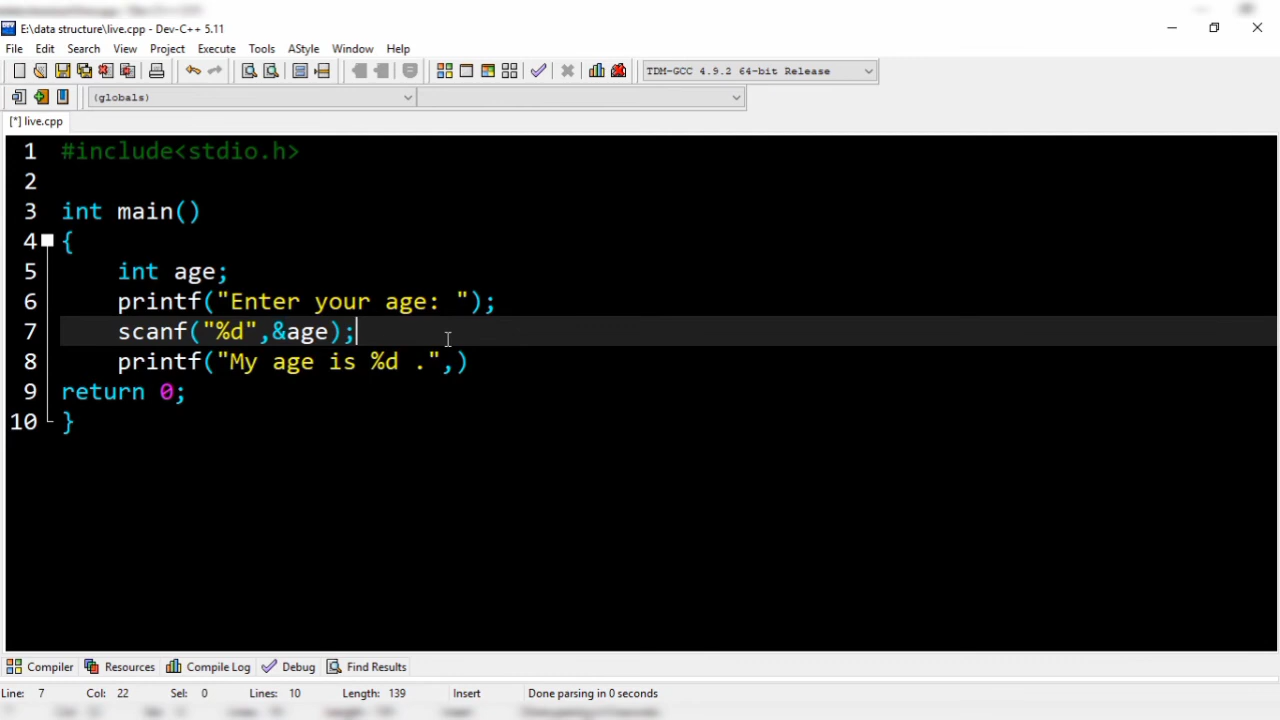 E:\data structure\live.cpp - Dev-C++ 5.11
File Edit Search View Project Execute Tools AStyle Window Help
TDM-GCC 4.9.2 64-bit Release
(globals)
[*] live.cpp
1 #include<stdio.h>
2
3 int main()
4 {
5 int age;
6 printf("Enter your age: ");
7 scanf("%d",&age);
8 printf("My age is %d .",)
9 return 0;
10 }
Compiler Resources Compile Log Debug Find Results
Line: 7 Col: 22 Sel: 0 Lines: 10 Length: 139 Insert Done parsing in 0 seconds